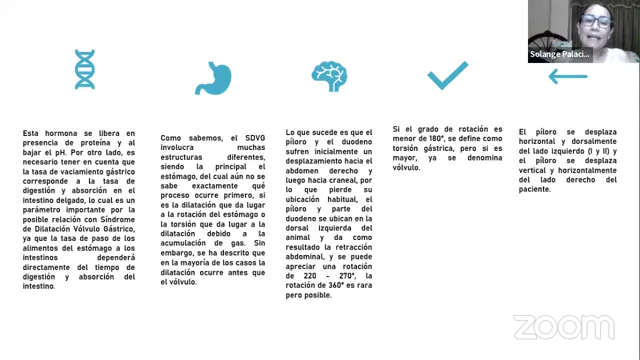 Solange Palaci...
Esta hormona se libera en
presencia de proteína y al
bajar el pH. Por otro lado, es
necesario tener en cuenta que
la tasa de vaciamiento gástrico
corresponde a la tasa de
digestión y absorción en el
intestino delgado, lo cual es un
parámetro importante por la
posible relación con Síndrome
de Dilatación Vólvulo Gástrico,
ya que la tasa de paso de los
alimentos del estómago a los
intestinos dependerá
directamente del tiempo de
digestión y absorción del
intestino.
Como sabemos, el SDVG
involucra muchas
estructuras diferentes,
siendo la principal el
estómago, del cual aún no se
sabe exactamente qué
proceso ocurre primero, si
es la dilatación que da lugar
a la rotación del estómago o
la torsión que da lugar a la
dilatación debido a la
acumulación de gas. Sin
embargo, se ha descrito que
en la mayoría de los casos la
dilatación ocurre antes que
el vólvulo.
Lo que sucede es que el
píloro y el duodeno
sufren inicialmente un
desplazamiento hacia el
abdomen derecho y
luego hacia craneal, por
lo que pierde su
ubicación habitual, el
píloro y parte del
duodeno se ubican en la
dorsal izquierda del
animal y da como
resultado la retracción
abdominal, y se puede
apreciar una rotación
de 220 - 270°, la
rotación de 360° es rara
pero posible.
Si el grado de rotación es
menor de 180°, se define como
torsión gástrica, pero si es
mayor, ya se denomina
vólvulo.
El píloro se desplaza
horizontal y dorsalmente
del lado izquierdo (I y II) y
el píloro se desplaza
vertical y horizontalmente
del lado derecho del
paciente.
zoom